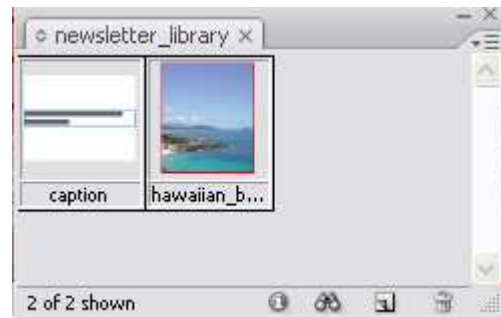 newsletter_library
caption
hawaiian_b...
2 of 2 shown